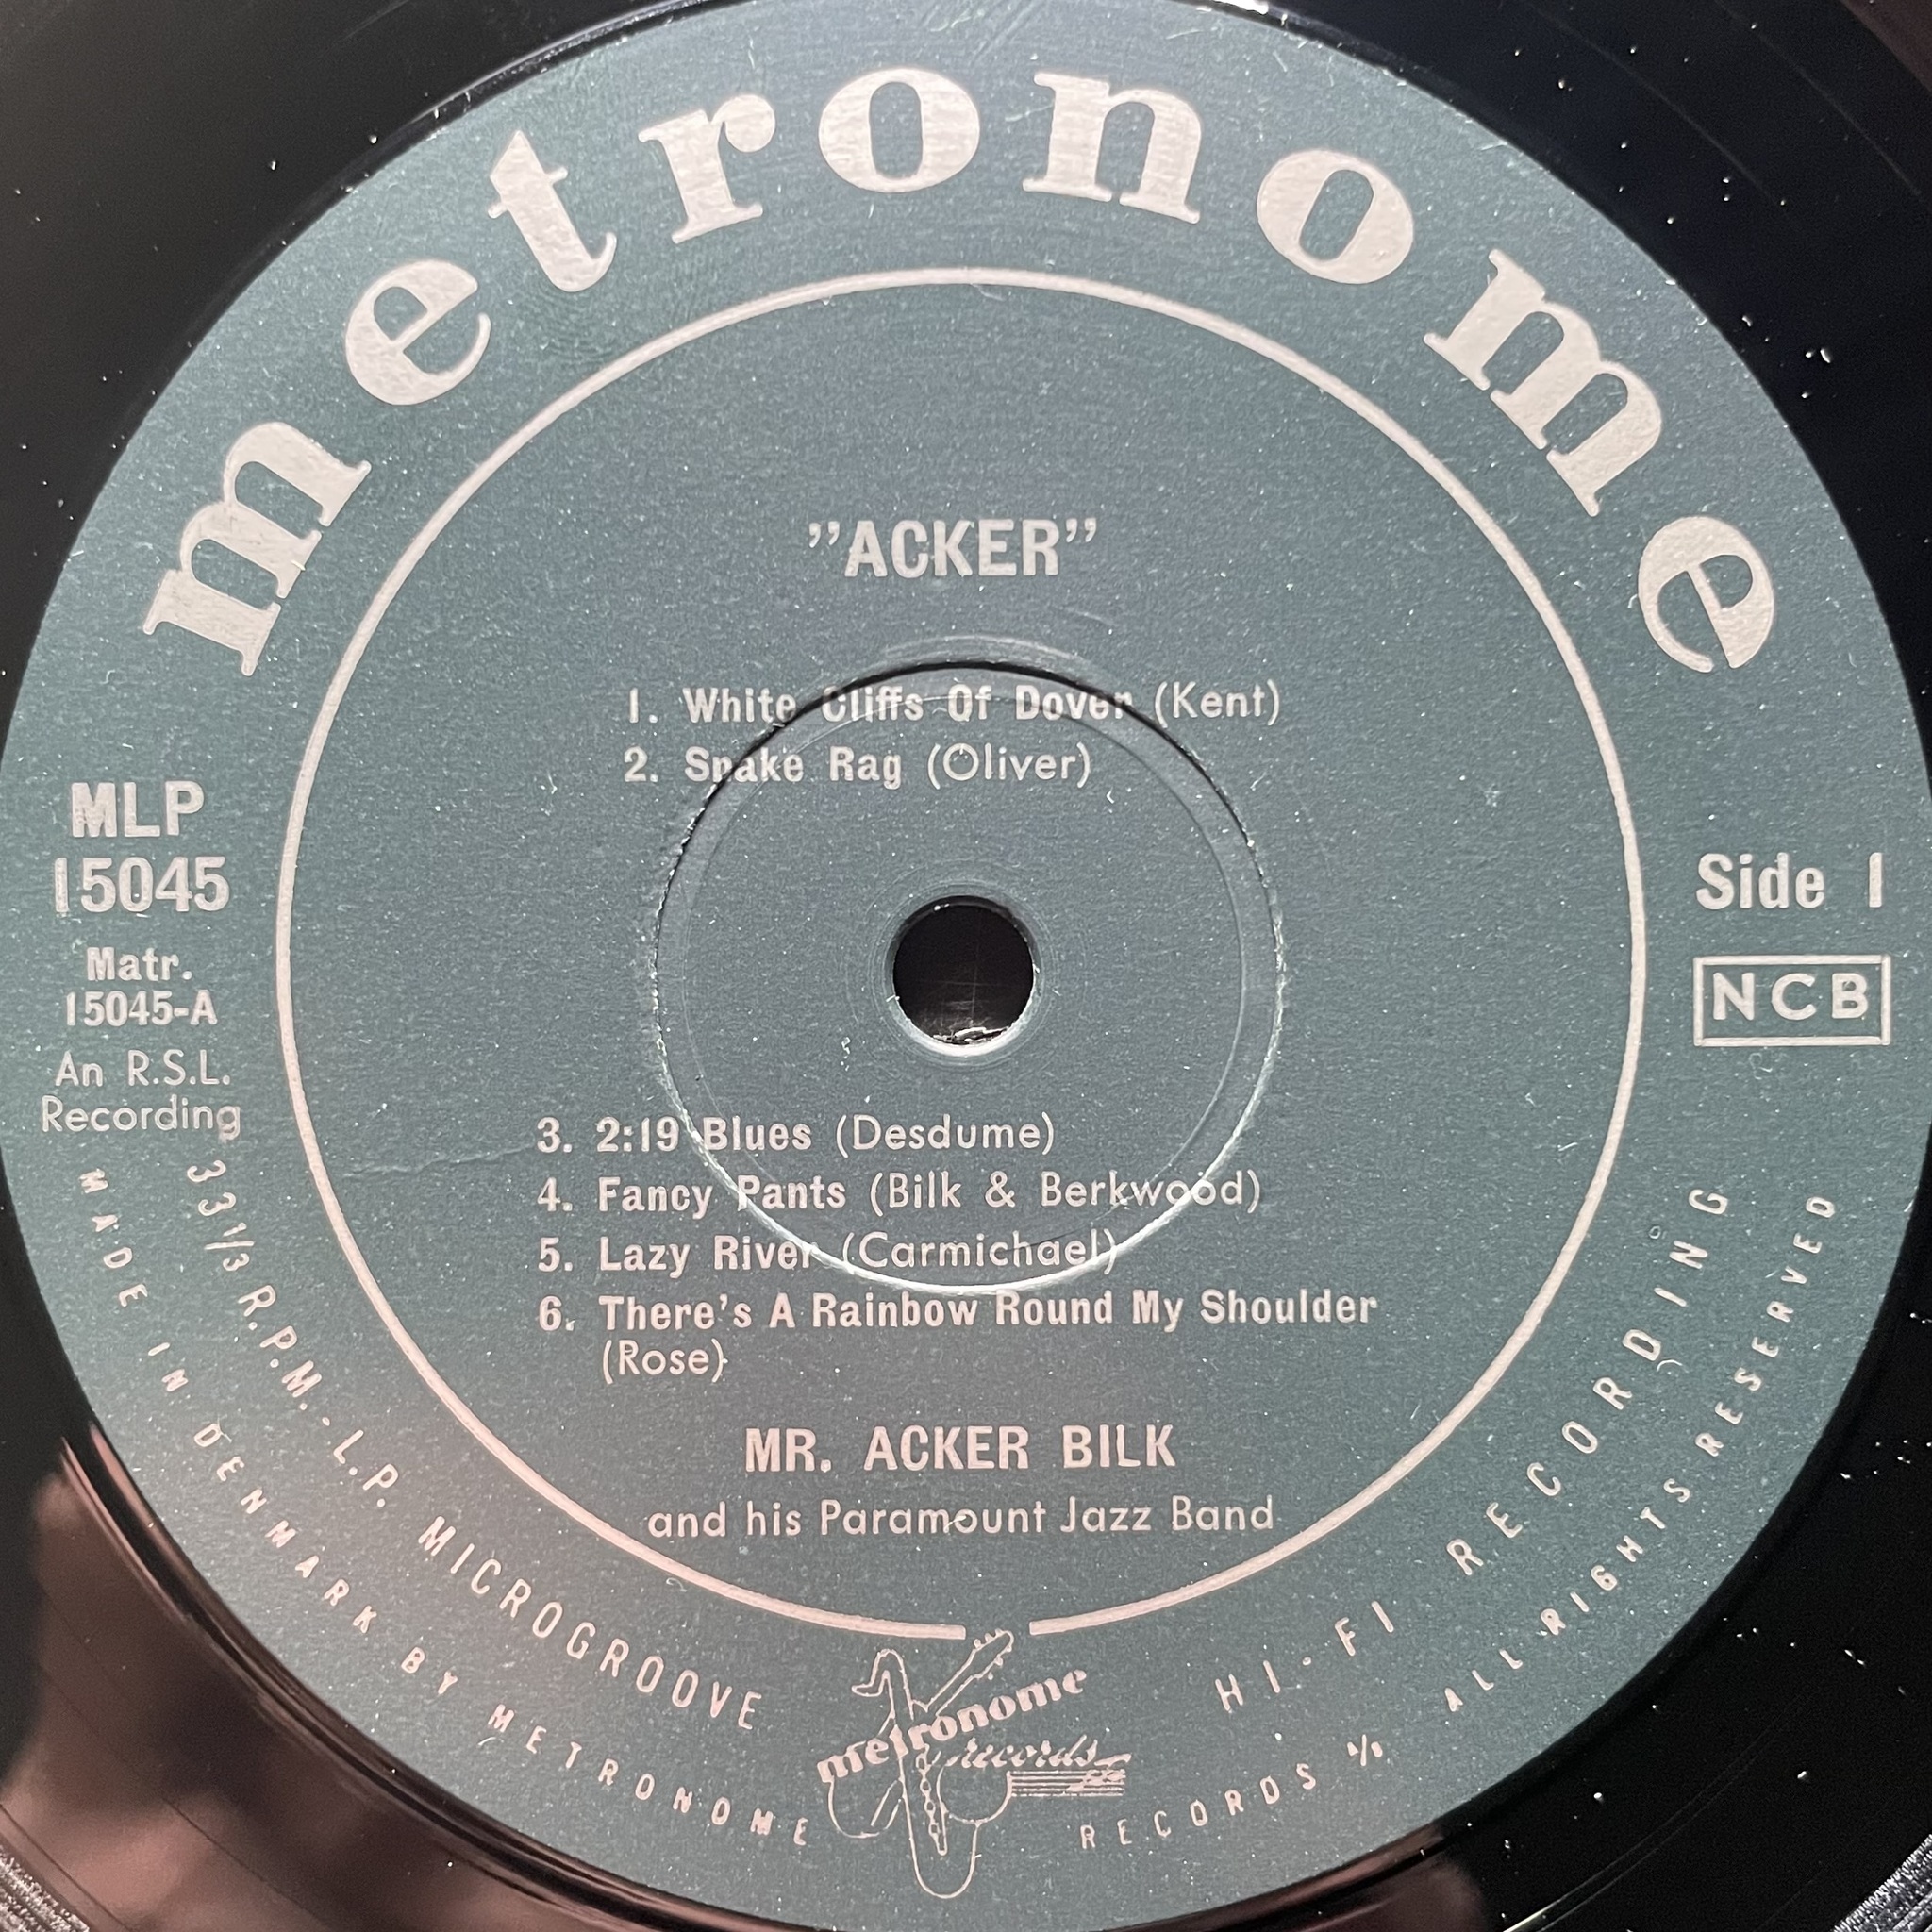 metronome
"ACKER"
1. White Cliffs Of Dover (Kent)
2. Snake Rag (Oliver)
MLP
15045
Matr.
15045-A
An R.S.L.
Recording
Side 1
NCB
3. 2:19 Blues (Desdume)
4. Fancy Pants (Bilk & Berkwood)
5. Lazy River (Carmichael)
6. There's A Rainbow Round My Shoulder
(Rose)
MR. ACKER BILK
and his Paramount Jazz Band
33 1/3 R.P.M.-L.P. MICROGROOVE
HI-FI RECORDING
MADE IN DENMARK BY METRONOME RECORDS A/S ALL RIGHTS RESERVED
metronome
records